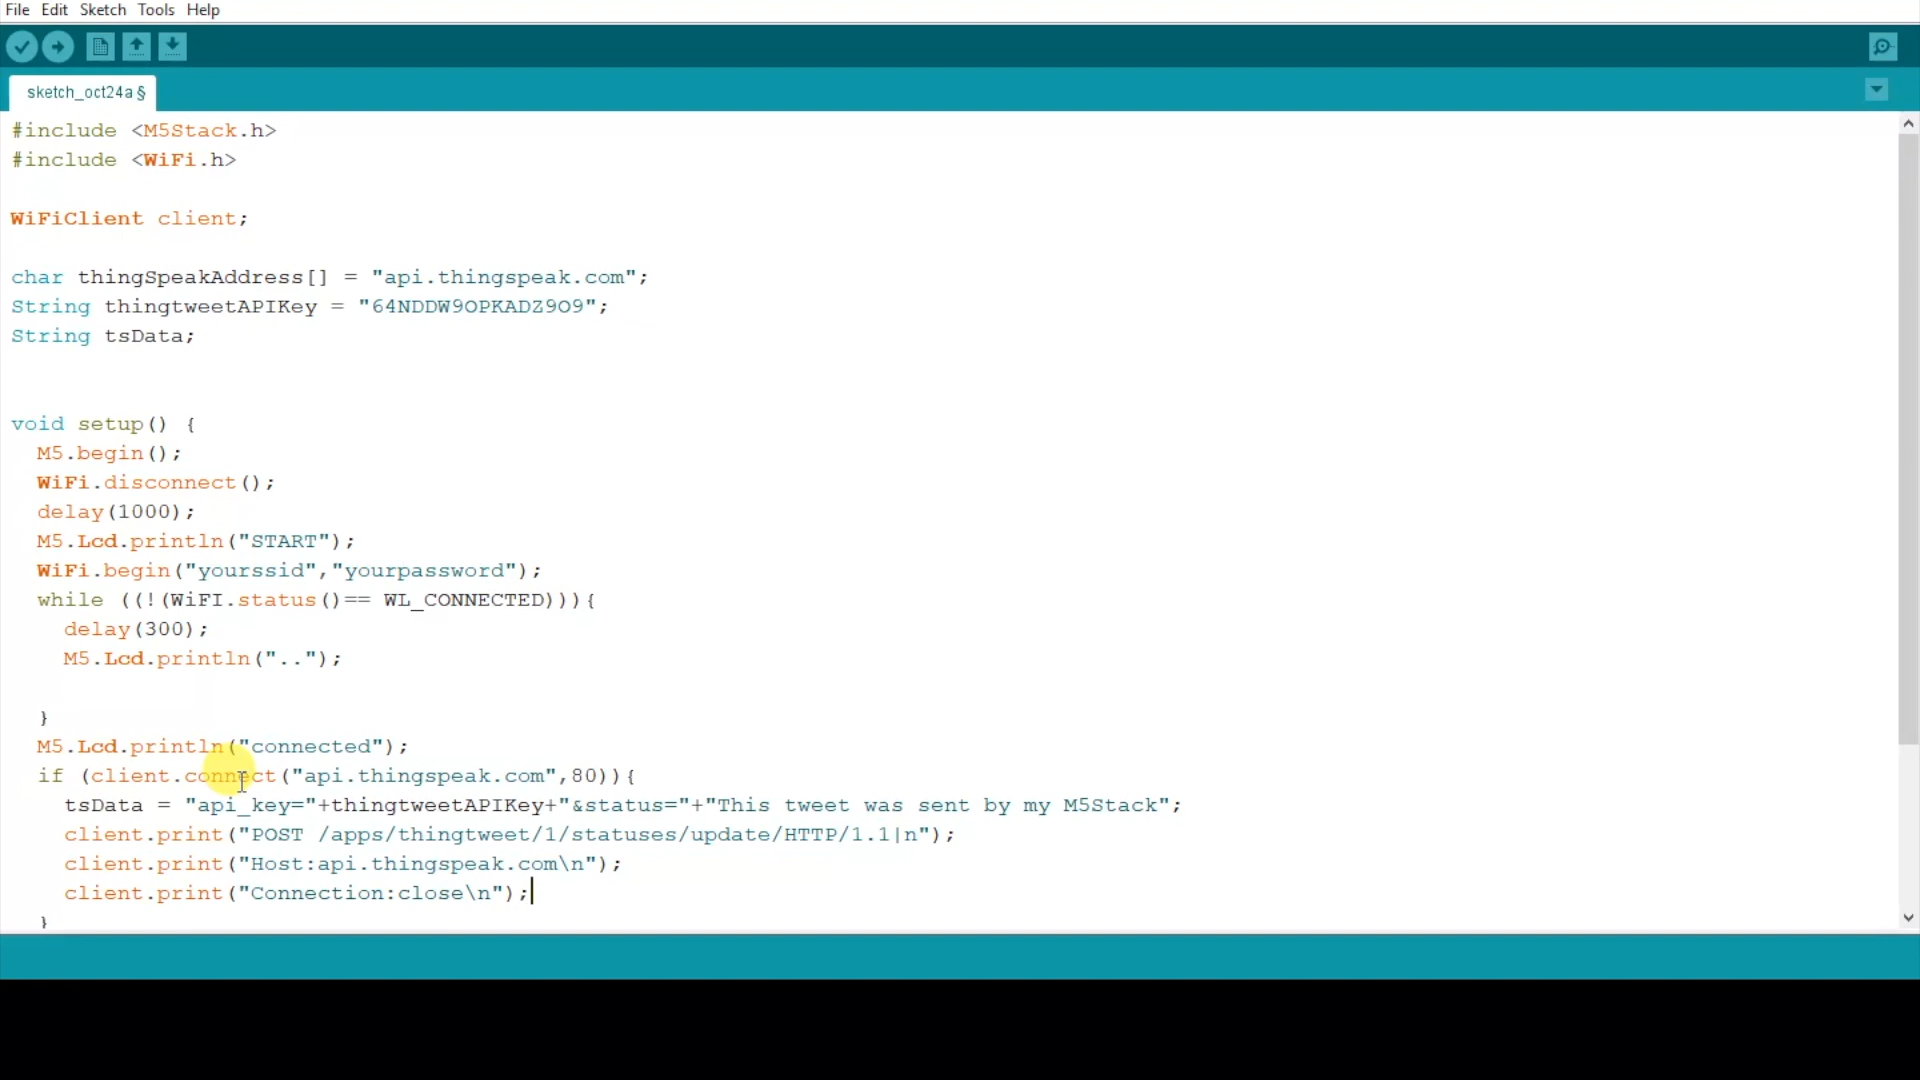 File Edit Sketch Tools Help
sketch_oct24a §
#include <M5Stack.h>
#include <WiFi.h>
WiFiClient client;
char thingSpeakAddress[] = "api.thingspeak.com";
String thingtweetAPIKey = "64NDDW9OPKADZ9O9";
String tsData;
void setup() {
M5.begin();
WiFi.disconnect();
delay(1000);
M5.Lcd.println("START");
WiFi.begin("yourssid","yourpassword");
while ((!(WiFI.status()== WL_CONNECTED))){
delay(300);
M5.Lcd.println("..");
}
M5.Lcd.println("connected");
if (client.connect("api.thingspeak.com",80)){
tsData = "api_key="+thingtweetAPIKey+"&status="+"This tweet was sent by my M5Stack";
client.print("POST /apps/thingtweet/1/statuses/update/HTTP/1.1|n");
client.print("Host:api.thingspeak.com\n");
client.print("Connection:close\n");
}